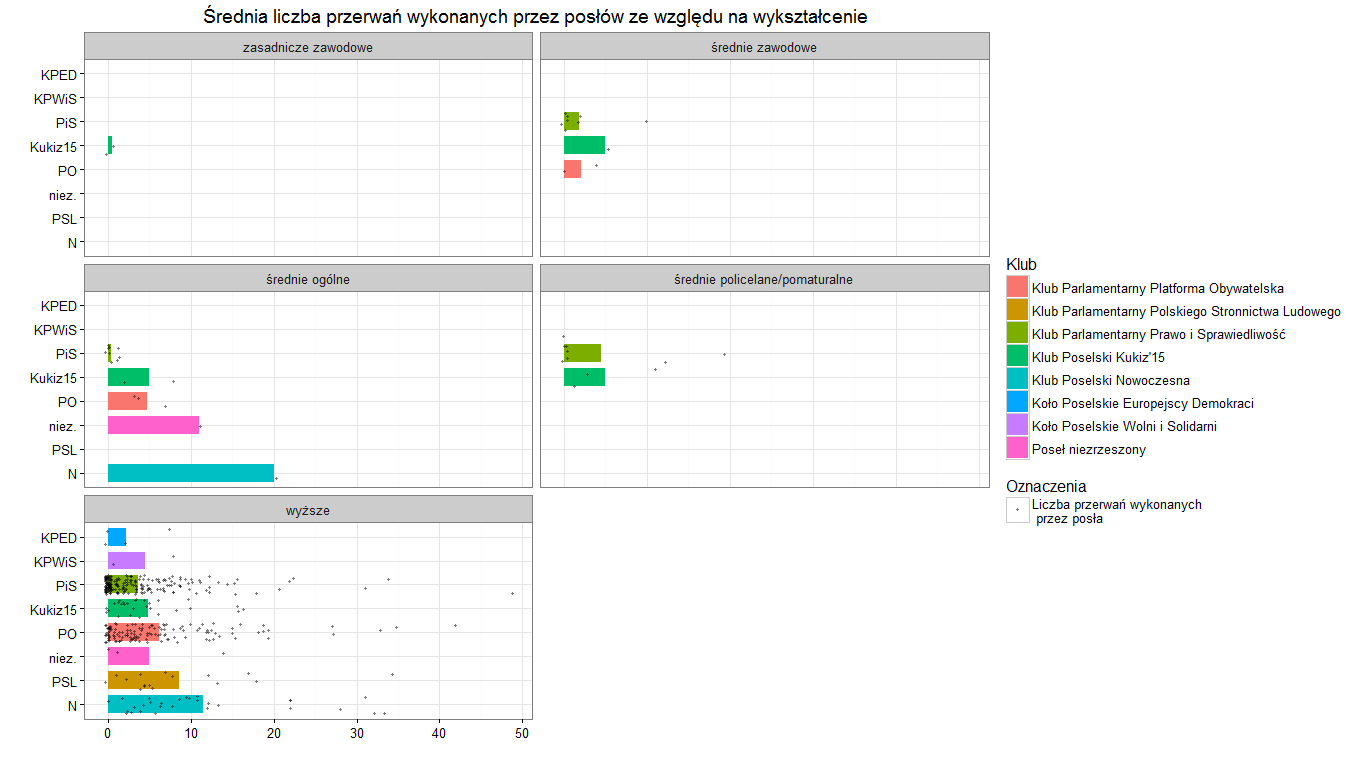 Średnia liczba przerwań wykonanych przez posłów ze względu na wykształcenie
zasadnicze zawodowe
średnie zawodowe
KPED
KPWiS
PiS
Kukiz15
PO
niez.
PSL
N
średnie ogólne
średnie policelane/pomaturalne
KPED
KPWiS
PiS
Kukiz15
PO
niez.
PSL
N
wyższe
KPED
KPWiS
PiS
Kukiz15
PO
niez.
PSL
N
0 10 20 30 40 50
Klub
Klub Parlamentarny Platforma Obywatelska
Klub Parlamentarny Polskiego Stronnictwa Ludowego
Klub Parlamentarny Prawo i Sprawiedliwość
Klub Poselski Kukiz'15
Klub Poselski Nowoczesna
Koło Poselskie Europejscy Demokraci
Koło Poselskie Wolni i Solidarni
Poseł niezrzeszony
Oznaczenia
Liczba przerwań wykonanych
przez posła